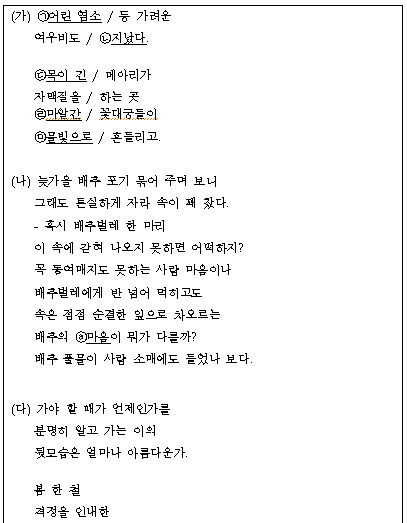 (가) ㉠어린 염소 / 등 가려운
여우비도 / ㉡지났다.
㉢목이 긴 / 메아리가
자맥질을 / 하는 곳
㉣마알간 / 꽃대궁들이
㉤물빛으로 / 흔들리고.
(나) 늦가을 배추 포기 묶어 주며 보니
그래도 튼실하게 자라 속이 꽤 찼다.
- 혹시 배추벌레 한 마리
이 속에 갇혀 나오지 못하면 어떡하지?
꼭 동여매지도 못하는 사람 마음이나
배추벌레에게 반 넘어 먹히고도
속은 점점 순결한 잎으로 차오르는
배추의 ⓐ마음이 뭐가 다를까?
배추 풀물이 사람 소매에도 들었나 보다.
(다) 가야 할 때가 언제인가를
분명히 알고 가는 이의
뒷모습은 얼마나 아름다운가.
봄 한 철
격정을 인내한